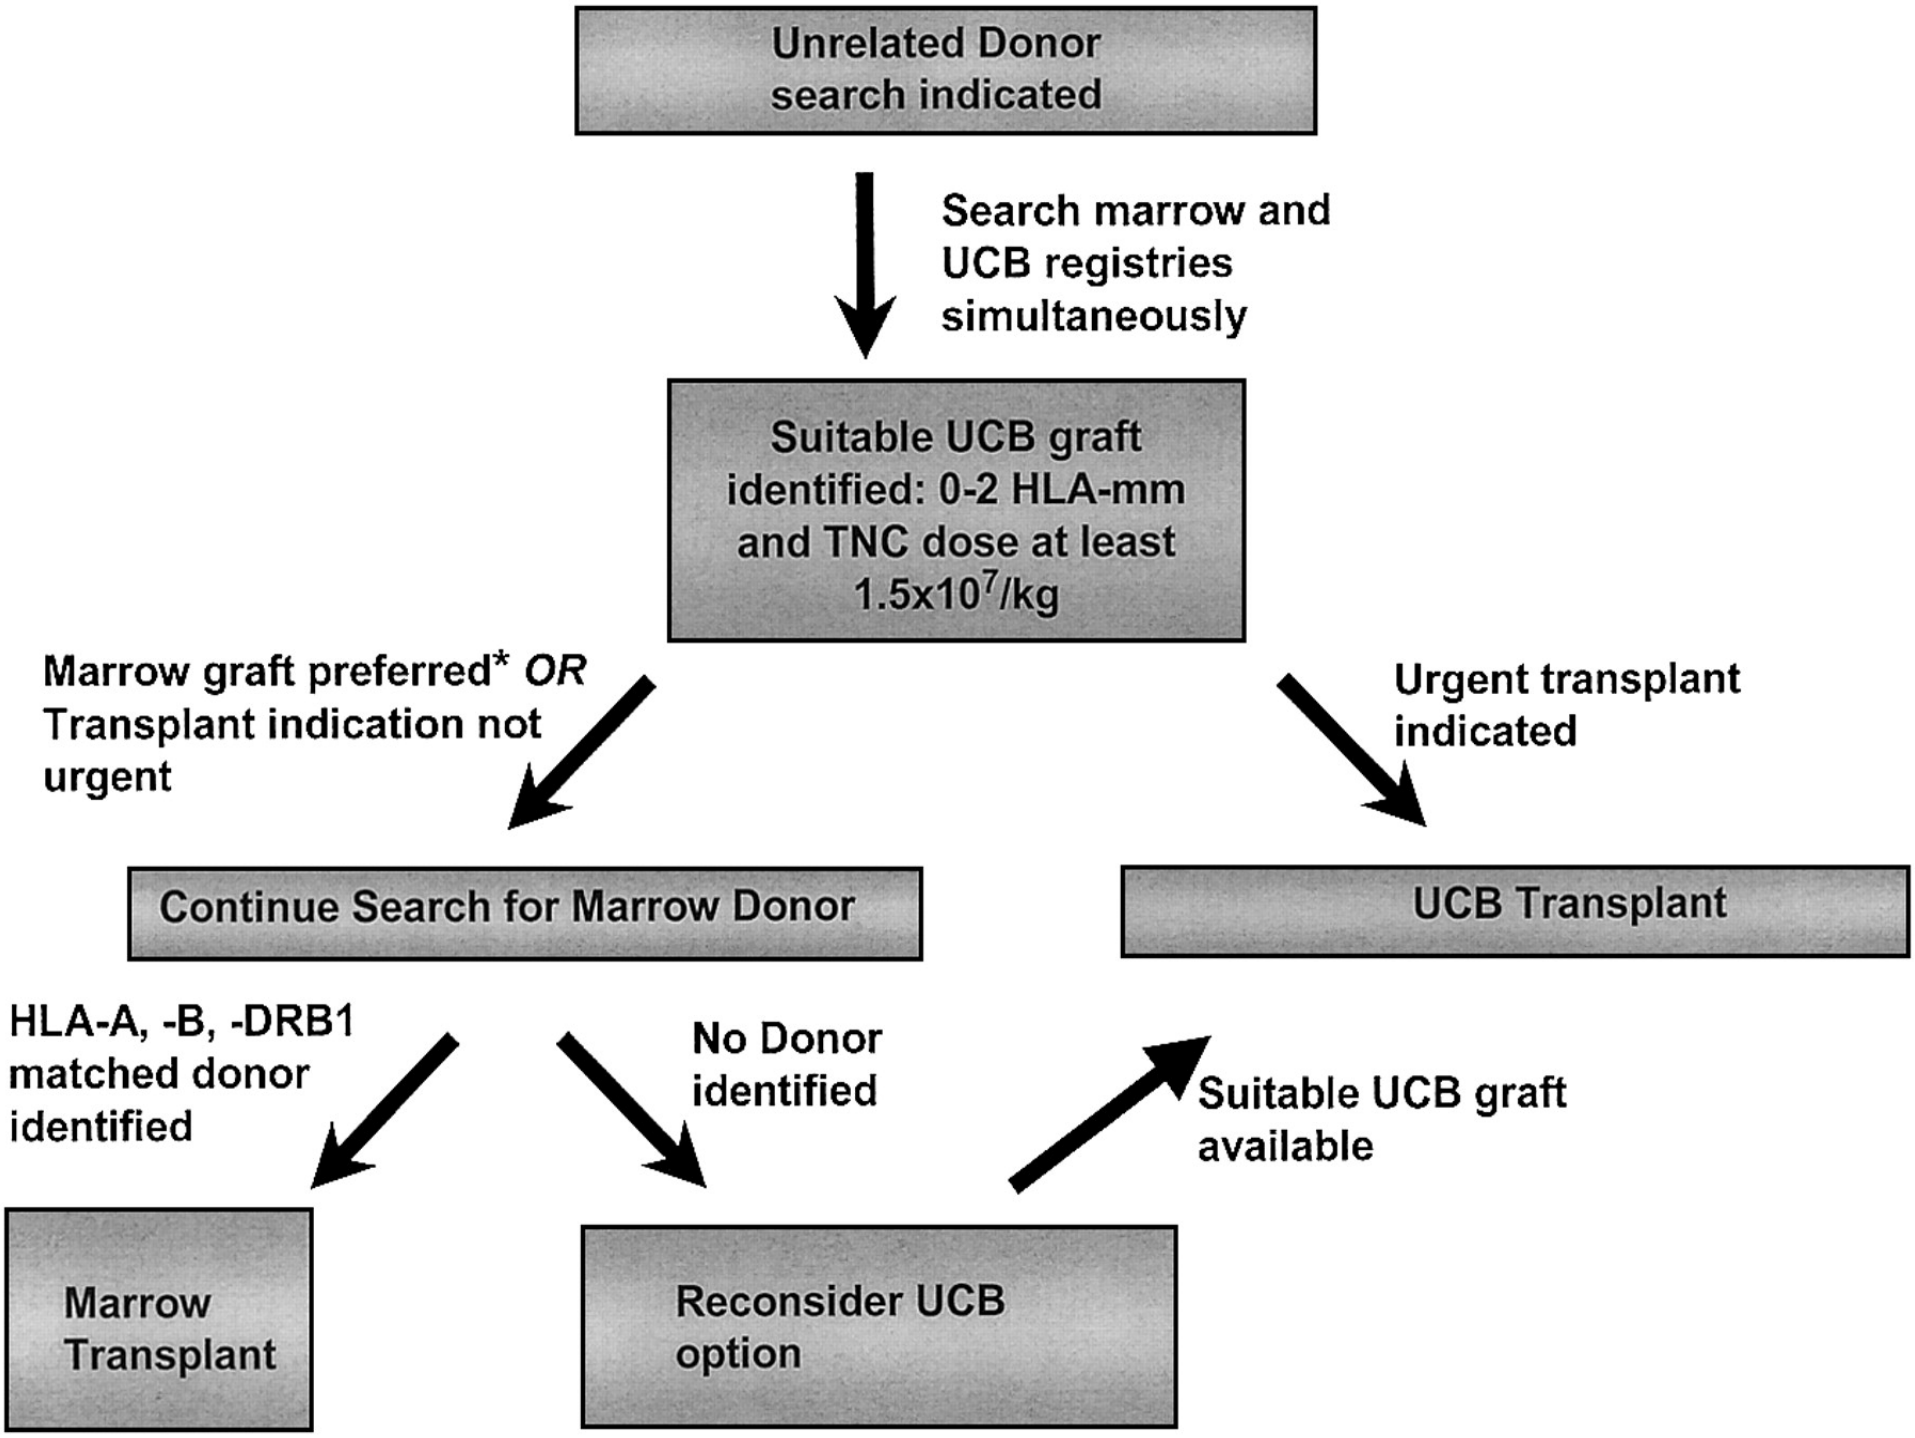 Unrelated Donor
search indicated
Search marrow and
UCB registries
simultaneously
Suitable UCB graft
identified: 0-2 HLA-mm
and TNC dose at least
1.5x10⁷/kg
Marrow graft preferred* OR
Transplant indication not
urgent
Urgent transplant
indicated
Continue Search for Marrow Donor
UCB Transplant
HLA-A, -B, -DRB1
matched donor
identified
No Donor
identified
Suitable UCB graft
available
Marrow
Transplant
Reconsider UCB
option